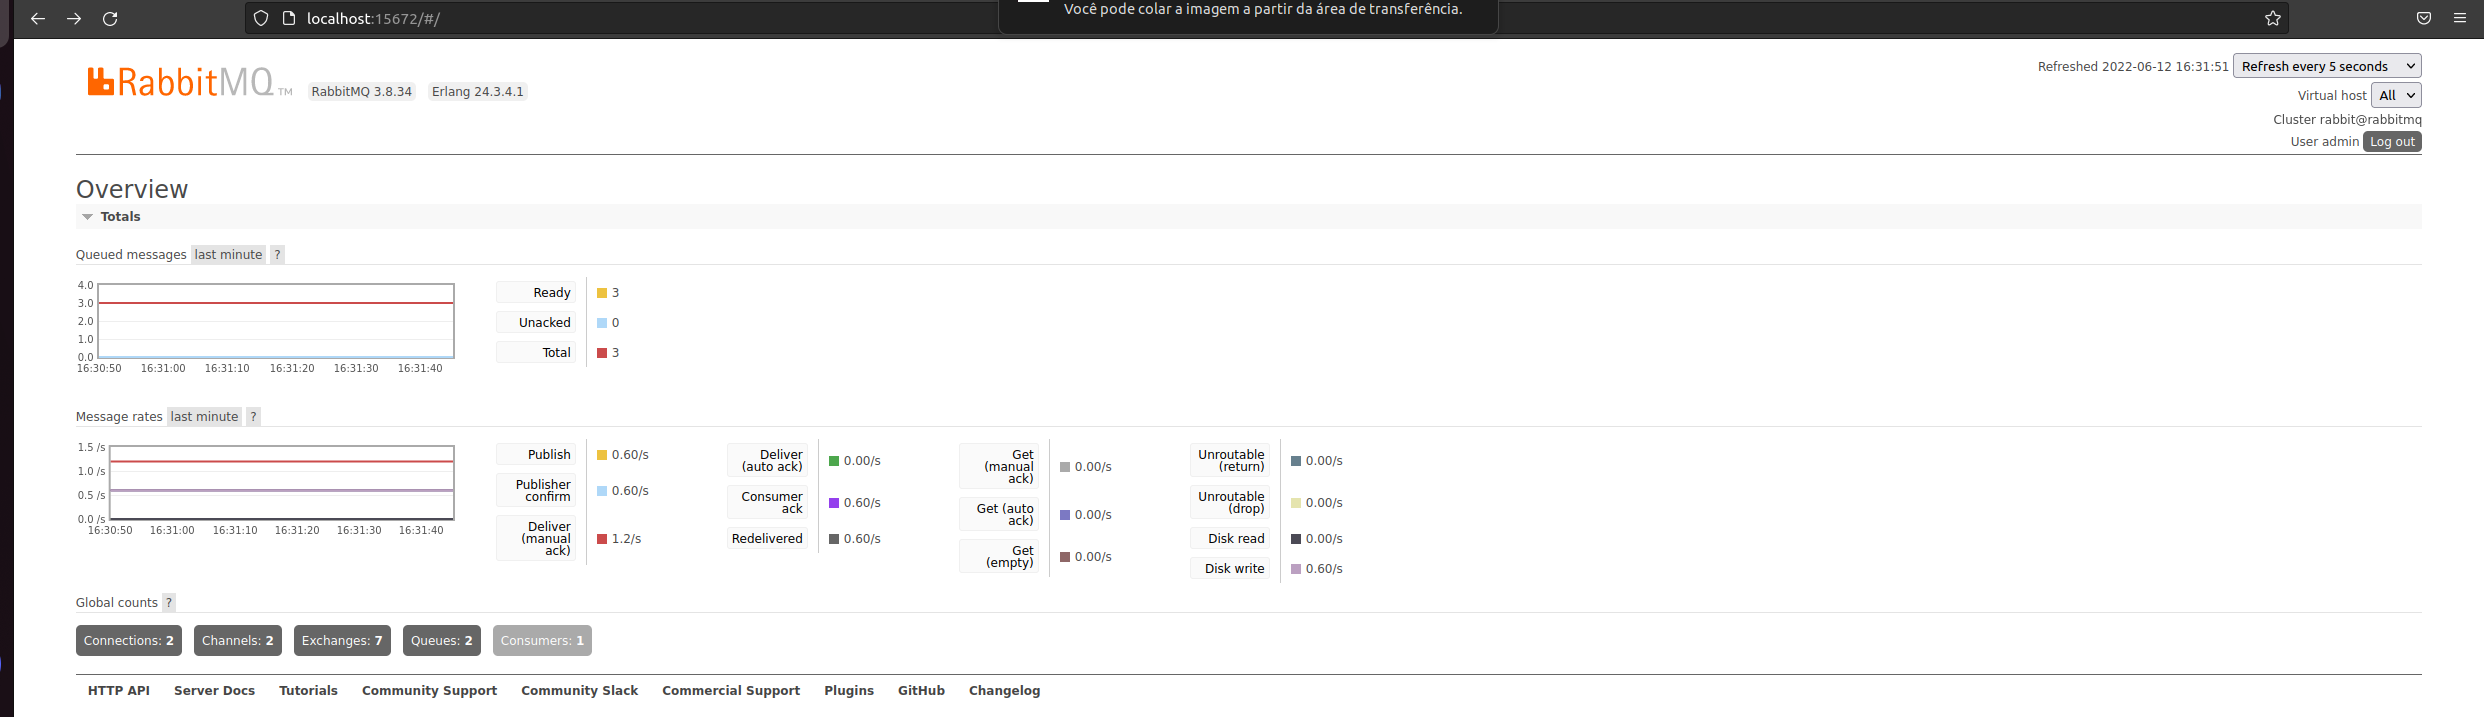 Você pode colar a imagem a partir da área de transferência.
localhost:15672/#/
RabbitMQ TM RabbitMQ 3.8.34 Erlang 24.3.4.1
Refreshed 2022-06-12 16:31:51 Refresh every 5 seconds
Virtual host All
Cluster rabbit@rabbitmq
User admin Log out
Overview
Totals
Queued messages last minute ?
4.0
3.0
2.0
1.0
0.0
16:30:50 16:31:00 16:31:10 16:31:20 16:31:30 16:31:40
Ready 3
Unacked 0
Total 3
Message rates last minute ?
1.5 /s
1.0 /s
0.5 /s
0.0 /s
16:30:50 16:31:00 16:31:10 16:31:20 16:31:30 16:31:40
Publish 0.60/s
Publisher
confirm 0.60/s
Deliver
(manual
ack) 1.2/s
Deliver
(auto ack) 0.00/s
Consumer
ack 0.60/s
Redelivered 0.60/s
Get
(manual
ack) 0.00/s
Get (auto
ack) 0.00/s
Get
(empty) 0.00/s
Unroutable
(return) 0.00/s
Unroutable
(drop) 0.00/s
Disk read 0.00/s
Disk write 0.60/s
Global counts ?
Connections: 2 Channels: 2 Exchanges: 7 Queues: 2 Consumers: 1
HTTP API Server Docs Tutorials Community Support Community Slack Commercial Support Plugins GitHub Changelog